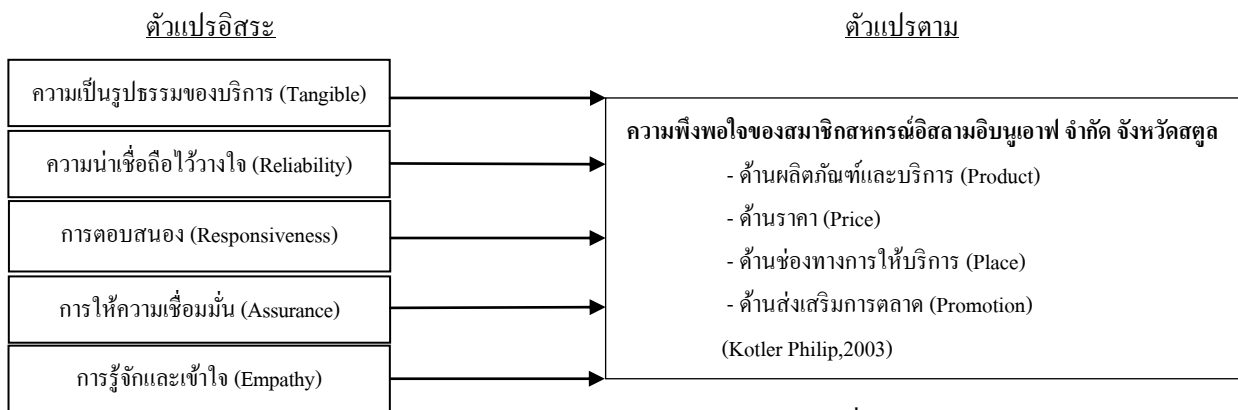 ตัวแปรอิสระ
ตัวแปรตาม
ความเป็นรูปธรรมของบริการ (Tangible)
ความน่าเชื่อถือไว้วางใจ (Reliability)
การตอบสนอง (Responsiveness)
การให้ความเชื่อมมั่น (Assurance)
การรู้จักและเข้าใจ (Empathy)
ความพึงพอใจของสมาชิกสหกรณ์อิสลามอิบนูเอาฟ จำกัด จังหวัดสตูล
- ด้านผลิตภัณฑ์และบริการ (Product)
- ด้านราคา (Price)
- ด้านช่องทางการให้บริการ (Place)
- ด้านส่งเสริมการตลาด (Promotion)
(Kotler Philip,2003)